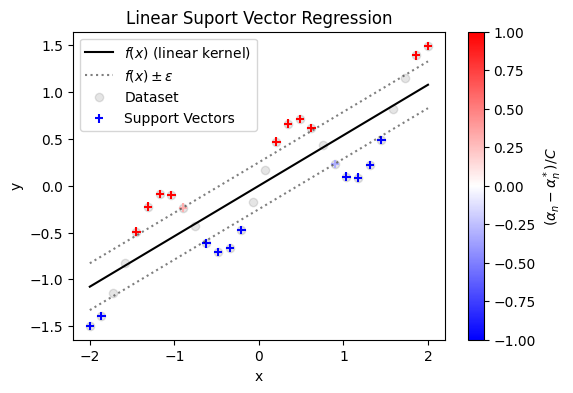 Linear Suport Vector Regression
f(x) (linear kernel)
f(x) ± ε
Dataset
Support Vectors
1.5
1.0
0.5
0.0
−0.5
−1.0
−1.5
y
−2
−1
0
1
2
x
1.00
0.75
0.50
0.25
0.00
−0.25
−0.50
−0.75
−1.00
(αₙ − αₙ*)/C